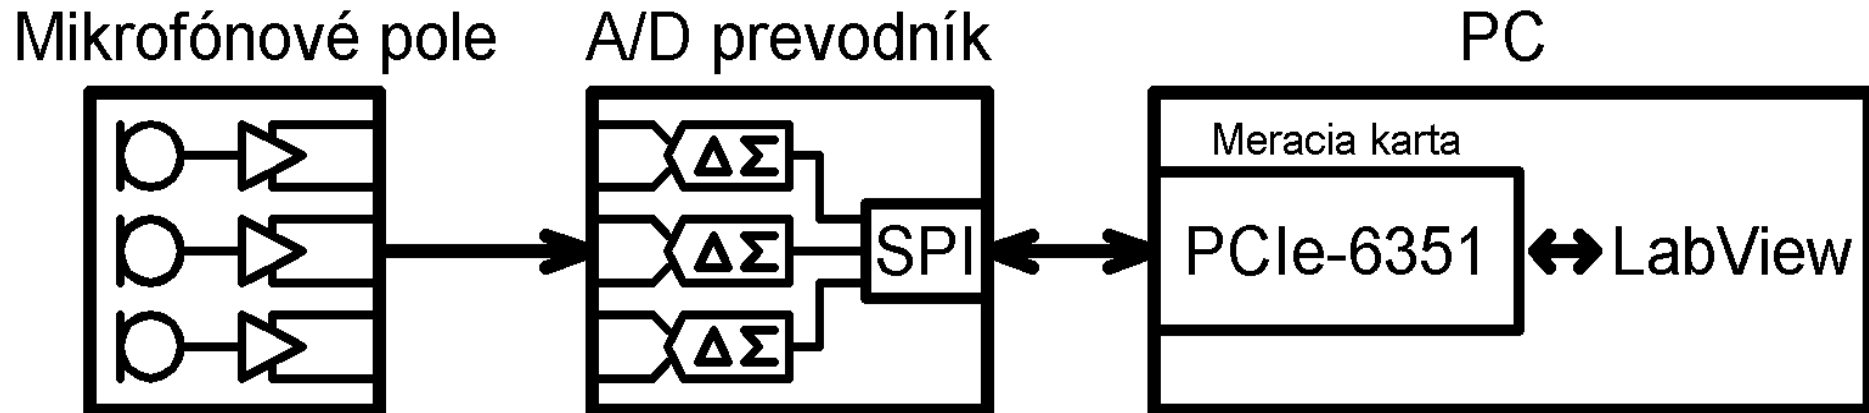 Mikrofónové pole
A/D prevodník
PC
Meracia karta
ΔΣ
ΔΣ
ΔΣ
SPI
PCIe-6351
LabView